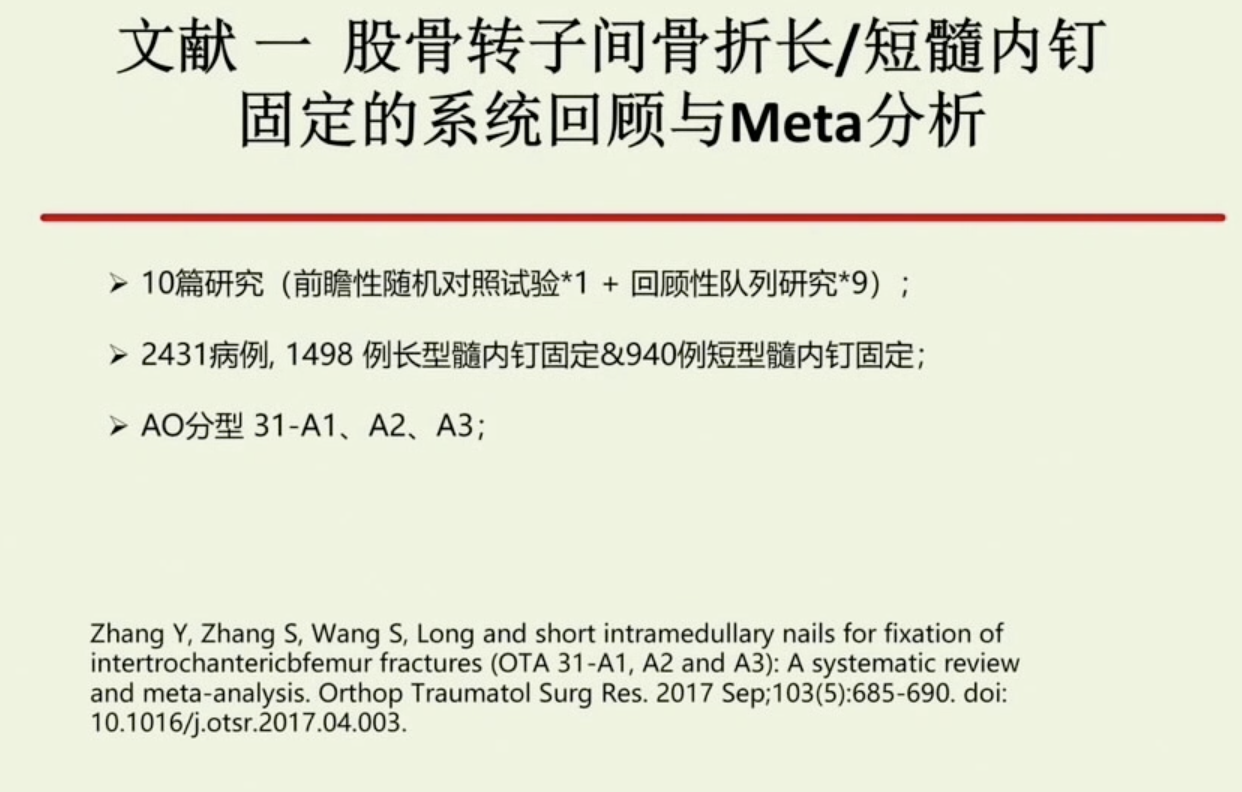 文献 一 股骨转子间骨折长/短髓内钉
固定的系统回顾与Meta分析
➢ 10篇研究（前瞻性随机对照试验*1 + 回顾性队列研究*9）;
➢ 2431病例, 1498 例长型髓内钉固定&940例短型髓内钉固定;
➢ AO分型 31-A1、A2、A3;
Zhang Y, Zhang S, Wang S, Long and short intramedullary nails for fixation of
intertrochantericbfemur fractures (OTA 31-A1, A2 and A3): A systematic review
and meta-analysis. Orthop Traumatol Surg Res. 2017 Sep;103(5):685-690. doi:
10.1016/j.otsr.2017.04.003.